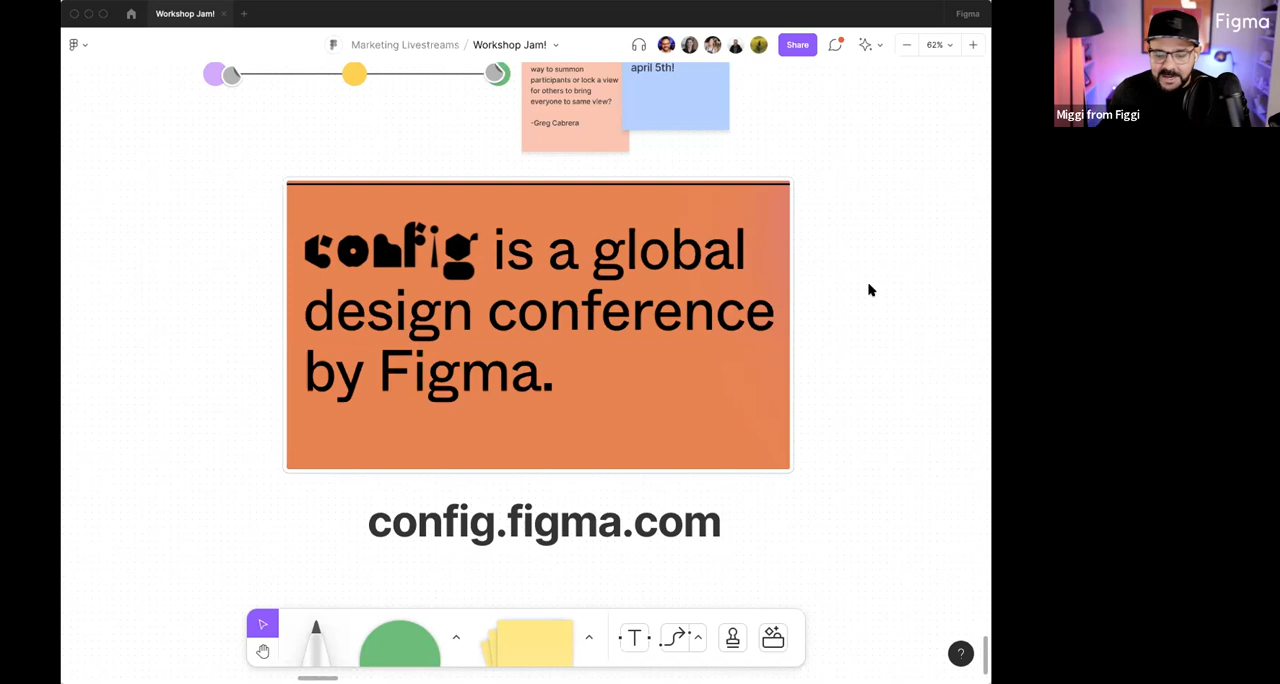 Workshop Jam!
Figma
Marketing Livestreams / Workshop Jam!
Share
62%
Figma
Miggi from Figgi
way to summon
participants or lock a view
for others to bring
everyone to same view?
-Greg Cabrera
april 5th!
config is a global
design conference
by Figma.
config.figma.com
T
?